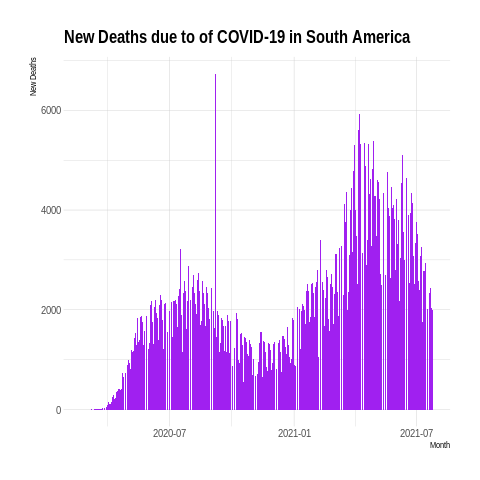 New Deaths due to of COVID-19 in South America
New Deaths
6000
4000
2000
0
2020-07
2021-01
2021-07
Month